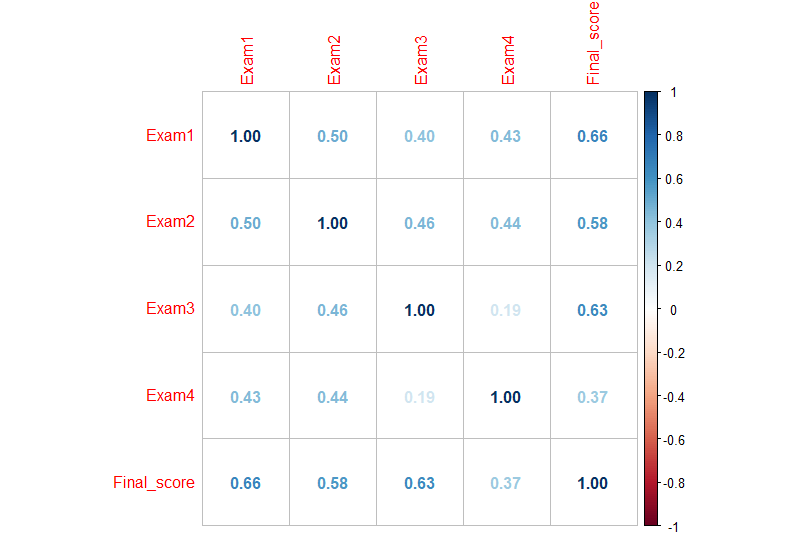 Exam1 Exam2 Exam3 Exam4 Final_score
1
Exam1 1.00 0.50 0.40 0.43 0.66
0.8
0.6
Exam2 0.50 1.00 0.46 0.44 0.58
0.4
0.2
Exam3 0.40 0.46 1.00 0.19 0.63
0
-0.2
Exam4 0.43 0.44 0.19 1.00 0.37
-0.4
-0.6
Final_score 0.66 0.58 0.63 0.37 1.00
-0.8
-1